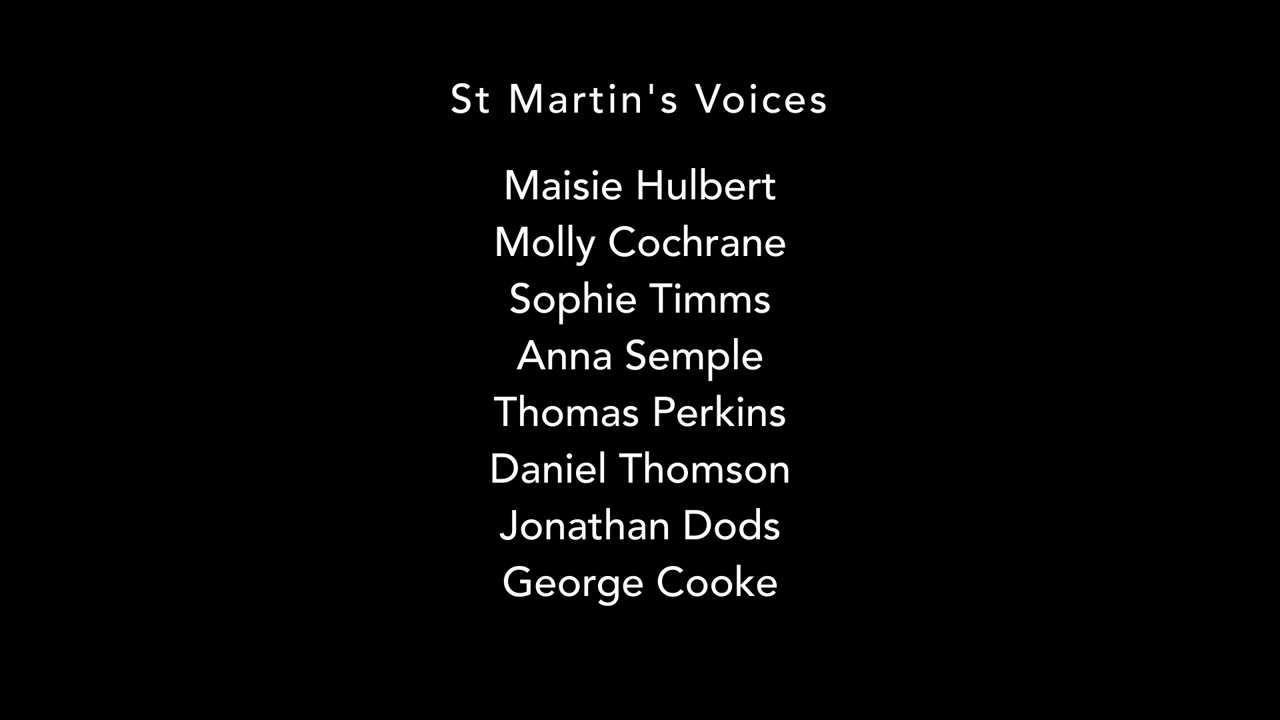 St Martin's Voices
Maisie Hulbert
Molly Cochrane
Sophie Timms
Anna Semple
Thomas Perkins
Daniel Thomson
Jonathan Dods
George Cooke